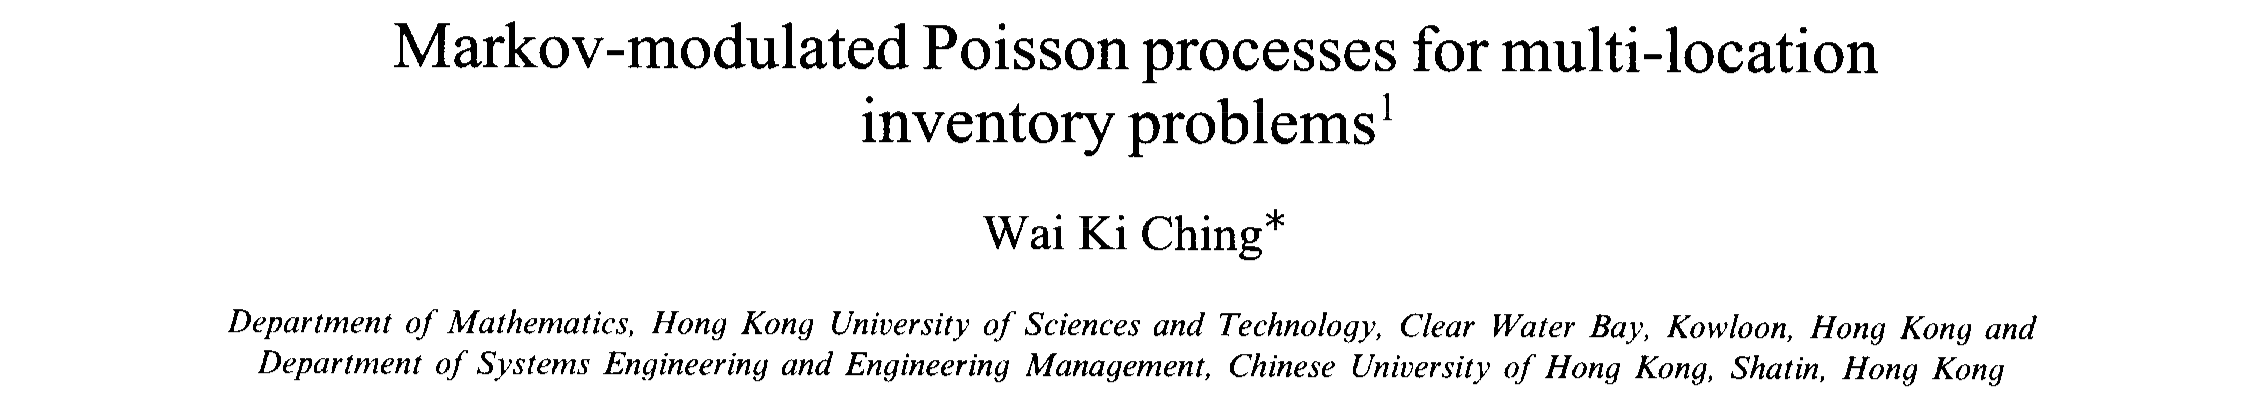 Markov-modulated Poisson processes for multi-location
inventory problems¹
Wai Ki Ching*
Department of Mathematics, Hong Kong University of Sciences and Technology, Clear Water Bay, Kowloon, Hong Kong and
Department of Systems Engineering and Engineering Management, Chinese University of Hong Kong, Shatin, Hong Kong